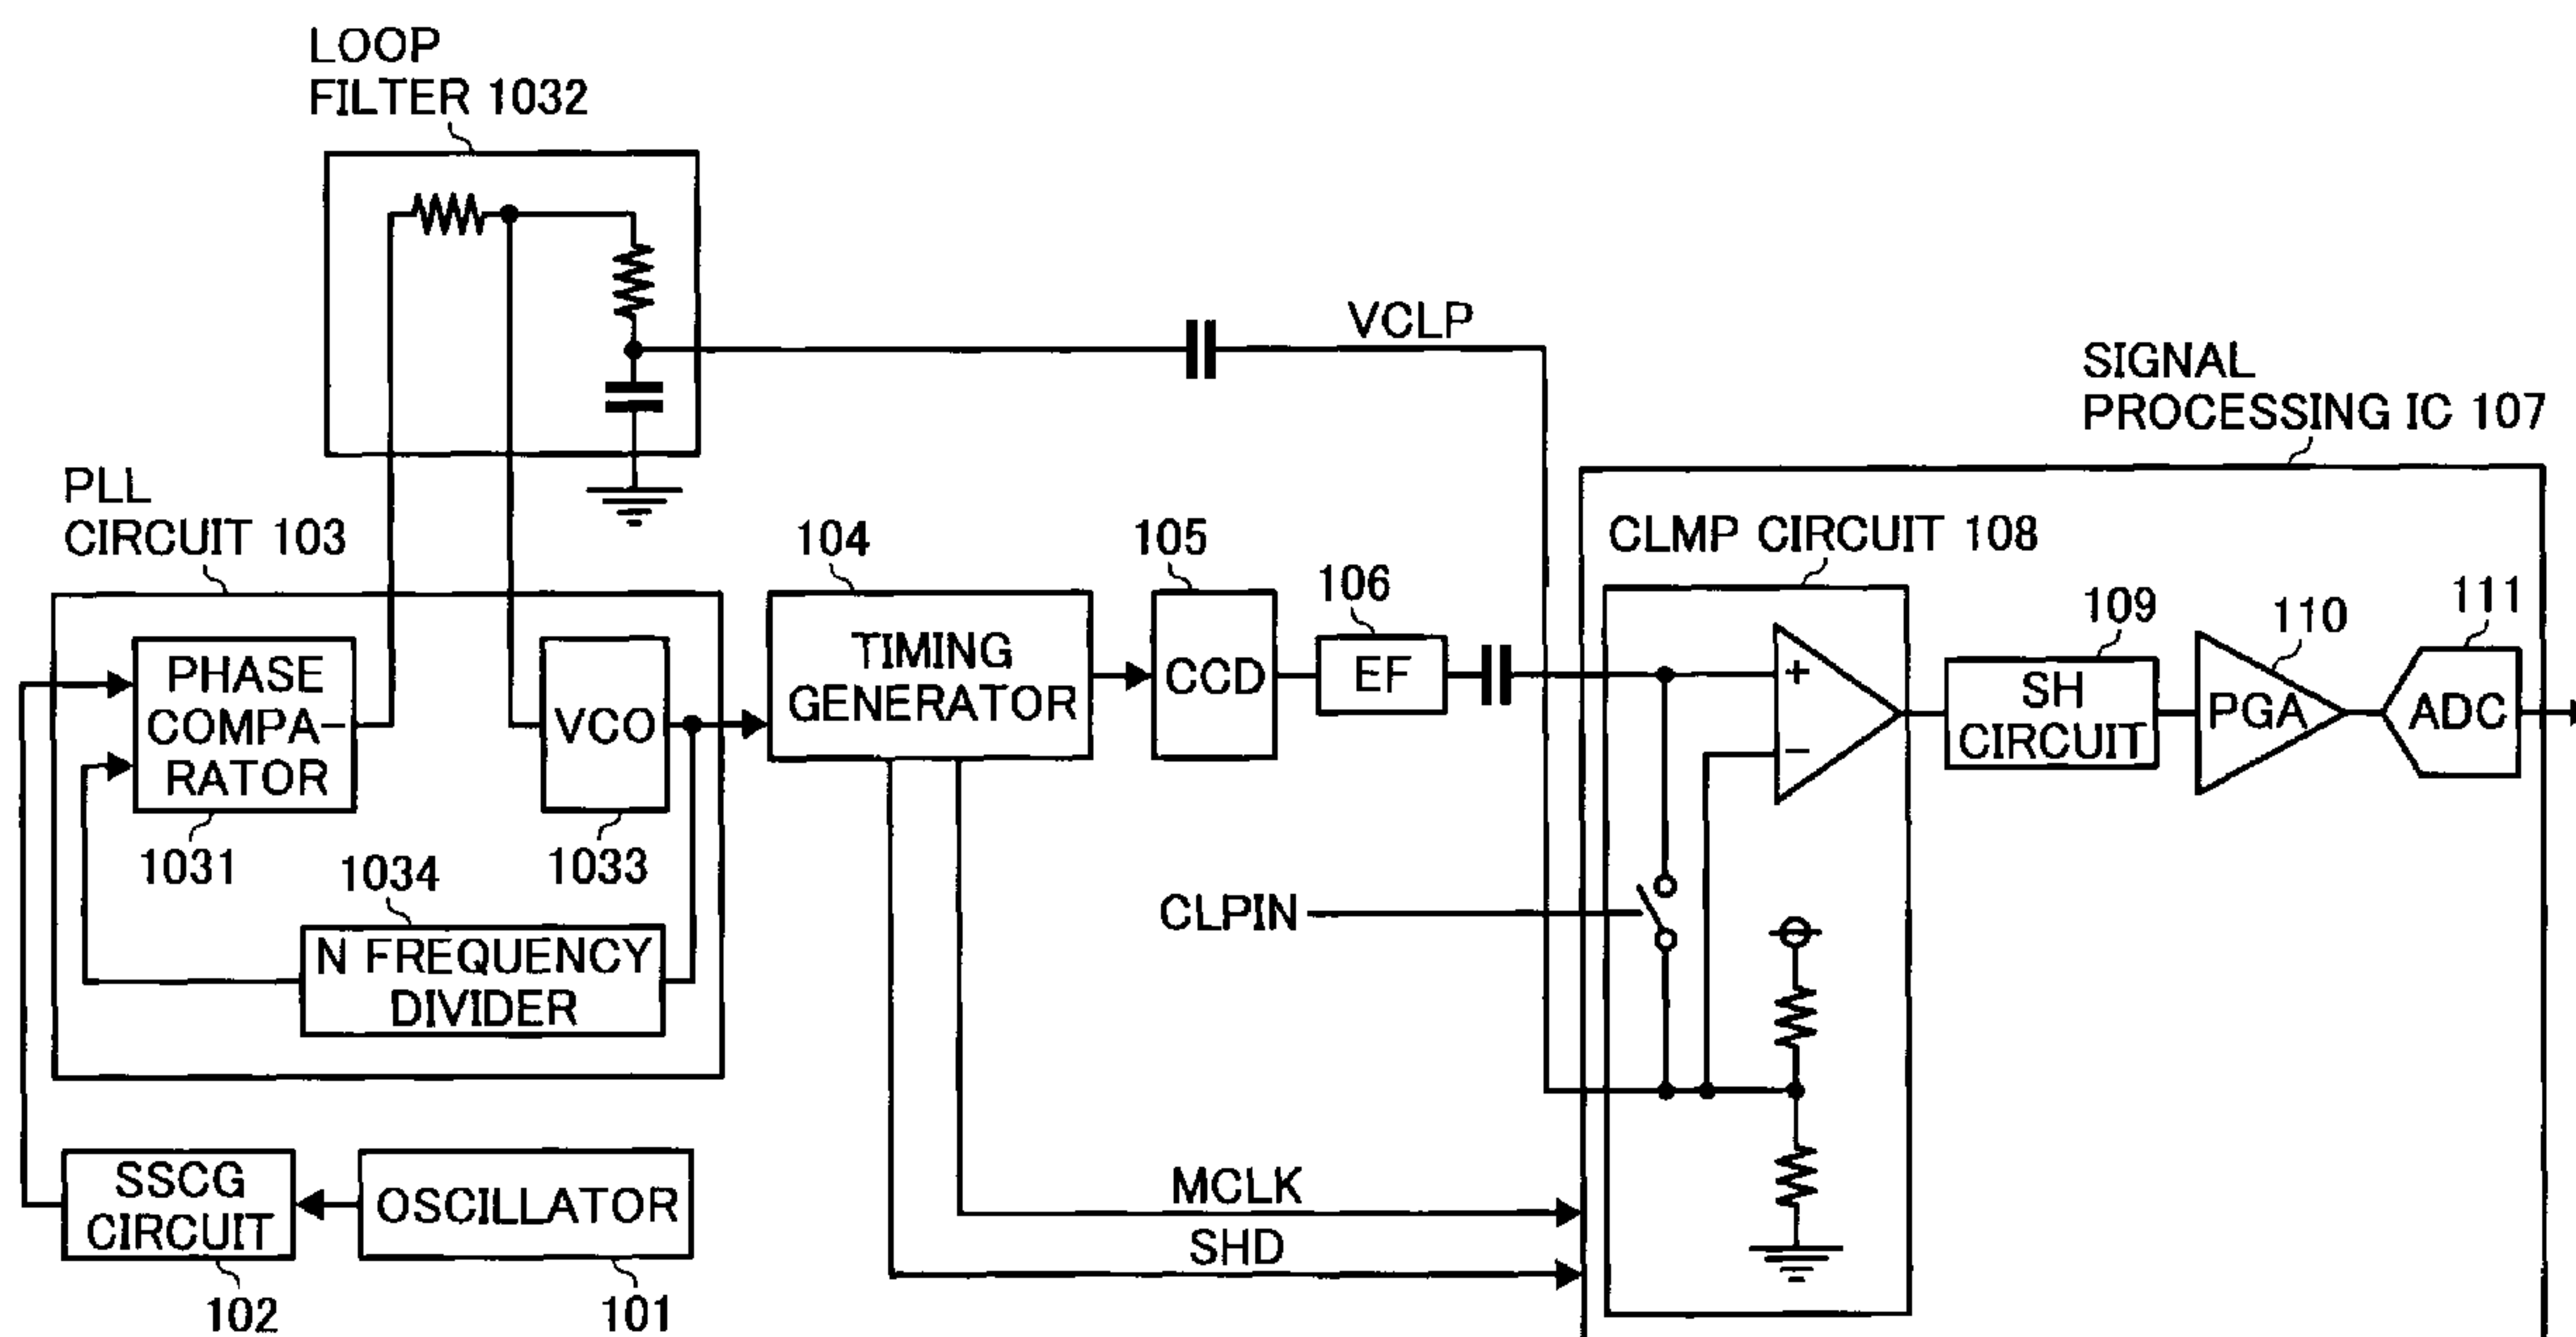 LOOP
FILTER 1032
VCLP
SIGNAL
PROCESSING IC 107
PLL
CIRCUIT 103
104
105
106
CLMP CIRCUIT 108
109
110
111
PHASE
COMPA-
RATOR
VCO
TIMING
GENERATOR
CCD
EF
+
−
SH
CIRCUIT
PGA
ADC
1031
1033
1034
N FREQUENCY
DIVIDER
CLPIN
MCLK
SHD
SSCG
CIRCUIT
OSCILLATOR
102
101